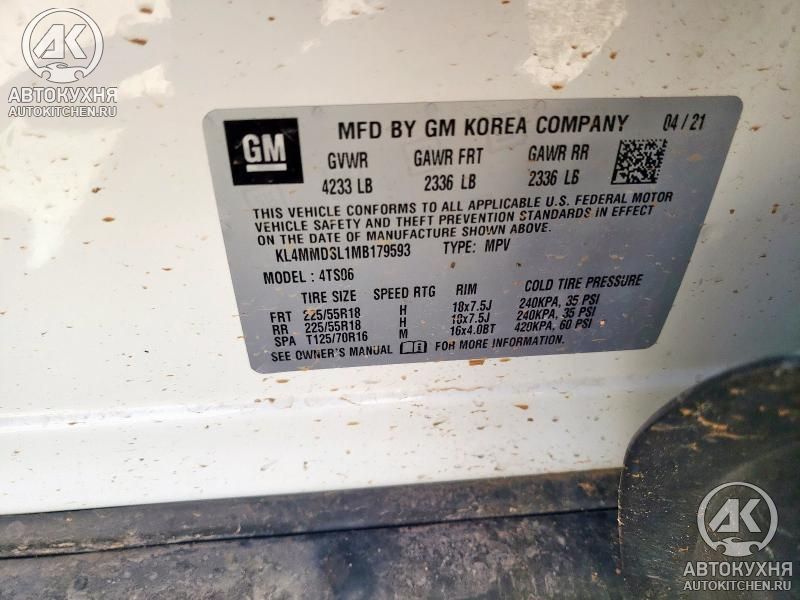 АК
АВТОКУХНЯ
AUTOKITCHEN.RU
GM
MFD BY GM KOREA COMPANY 04 / 21
GVWR GAWR FRT GAWR RR
4233 LB 2336 LB 2336 LB
THIS VEHICLE CONFORMS TO ALL APPLICABLE U.S. FEDERAL MOTOR
VEHICLE SAFETY AND THEFT PREVENTION STANDARDS IN EFFECT
ON THE DATE OF MANUFACTURE SHOWN ABOVE.
KL4MMDSL1MB179593 TYPE: MPV
MODEL : 4TS06
TIRE SIZE SPEED RTG RIM COLD TIRE PRESSURE
FRT 225/55R18 H 18x7.5J 240KPA, 35 PSI
RR 225/55R18 H 18x7.5J 240KPA, 35 PSI
SPA T125/70R16 M 16x4.0BT 420KPA, 60 PSI
SEE OWNER'S MANUAL FOR MORE INFORMATION.
АК
АВТОКУХНЯ
AUTOKITCHEN.RU